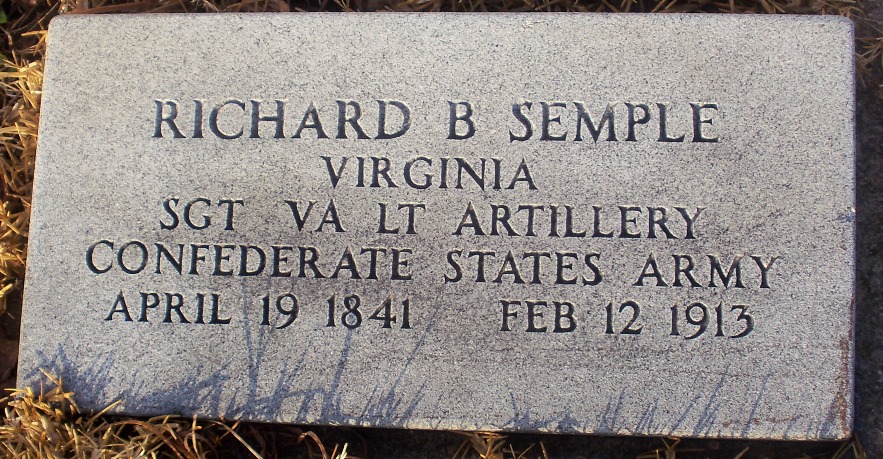 RICHARD B SEMPLE
VIRGINIA
SGT VA LT ARTILLERY
CONFEDERATE STATES ARMY
APRIL 19 1841 FEB 12 1913